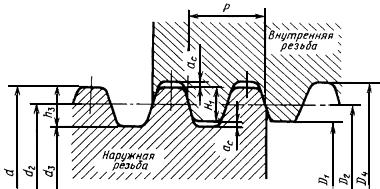 P
Внутренняя
резьба
a_c
H_1
h_3
a_c
d
d_2
d_3
Наружная
резьба
D_1
D_2
D_4